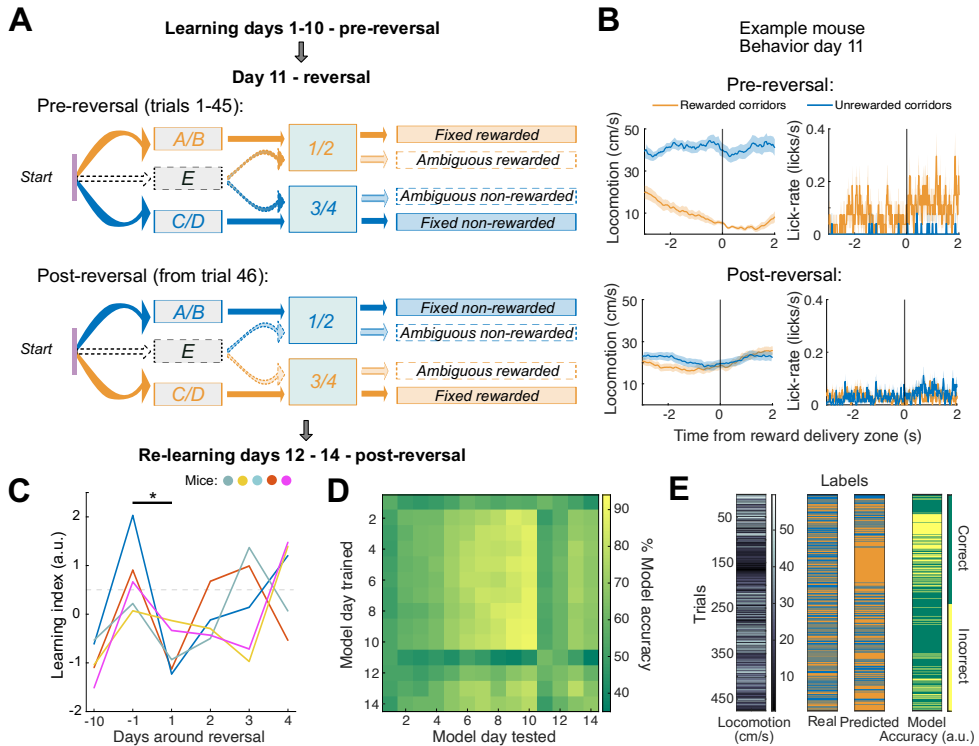 A
Learning days 1-10 - pre-reversal
Day 11 - reversal
Pre-reversal (trials 1-45):
Start
A/B
E
C/D
1/2
3/4
Fixed rewarded
Ambiguous rewarded
Ambiguous non-rewarded
Fixed non-rewarded
Post-reversal (from trial 46):
Start
A/B
E
C/D
1/2
3/4
Fixed non-rewarded
Ambiguous non-rewarded
Ambiguous rewarded
Fixed rewarded
Re-learning days 12 - 14 - post-reversal
B
Example mouse
Behavior day 11
Pre-reversal:
Rewarded corridors
Unrewarded corridors
Locomotion (cm/s)
50
30
10
-2 0 2
Lick-rate (licks/s)
0.4
0.2
0
-2 0 2
Post-reversal:
Locomotion (cm/s)
50
30
10
-2 0 2
Lick-rate (licks/s)
0.4
0.2
0
-2 0 2
Time from reward delivery zone (s)
C
Mice:
*
Learning index (a.u.)
2
1
0
-1
-2
-10 -1 1 2 3 4
Days around reversal
D
Model day trained
2
4
6
8
10
12
14
2 4 6 8 10 12 14
Model day tested
90
80
70
60
50
40
% Model accuracy
E
Labels
Trials
50
150
250
350
450
50
40
30
20
10
Locomotion
(cm/s)
Real
Predicted
Model
Accuracy (a.u.)
Correct
Incorrect